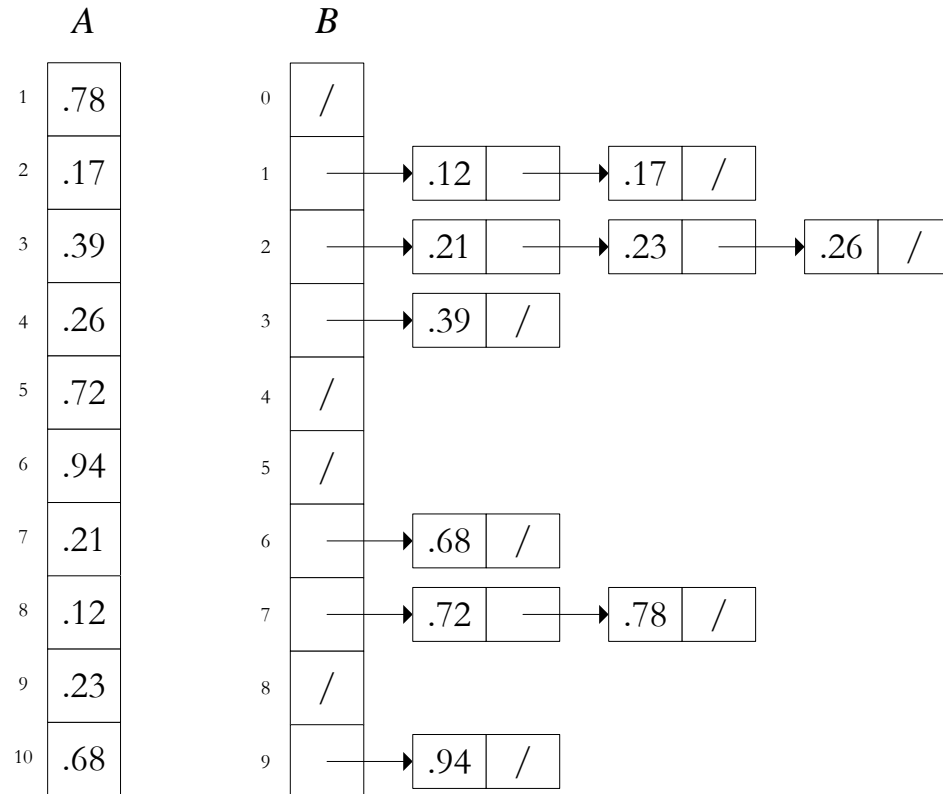 A B
1 .78 0 /
2 .17 1 .12 .17 /
3 .39 2 .21 .23 .26 /
4 .26 3 .39 /
5 .72 4 /
6 .94 5 /
7 .21 6 .68 /
8 .12 7 .72 .78 /
9 .23 8 /
10 .68 9 .94 /